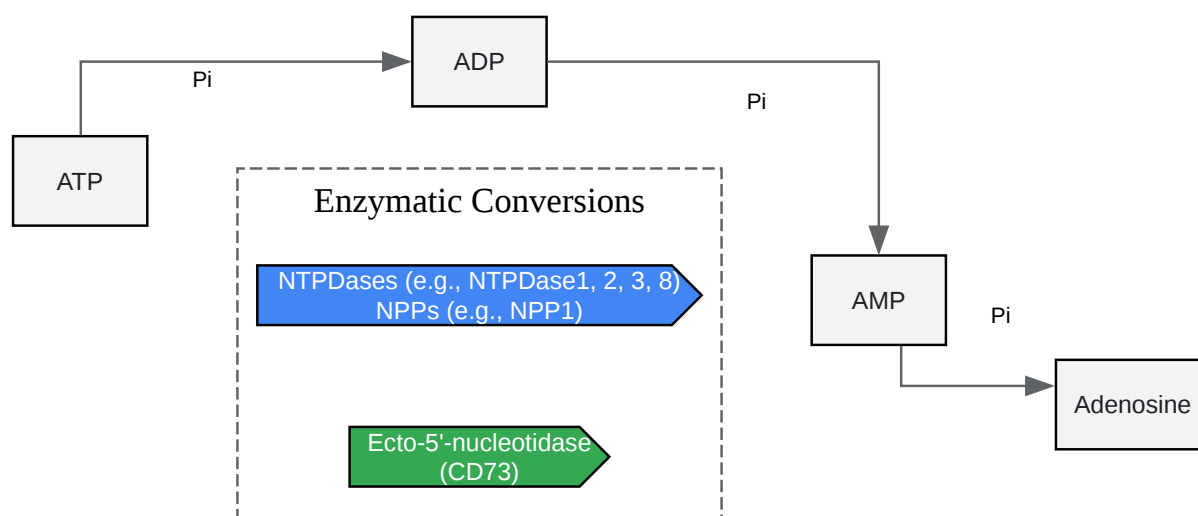 ADP
Pi
Pi
ATP
Enzymatic Conversions
NTPDases (e.g., NTPDase1, 2, 3, 8)
NPPs (e.g., NPP1)
AMP
Pi
Adenosine
Ecto-5'-nucleotidase
(CD73)